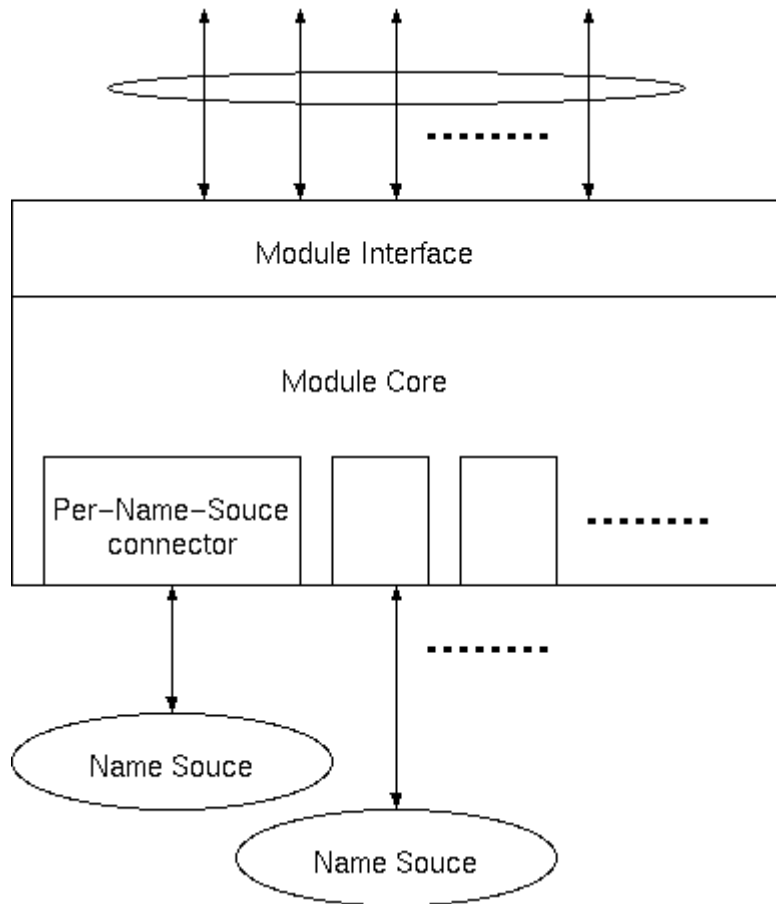 Module Interface
Module Core
Per-Name-Souce
connector
Name Souce
Name Souce